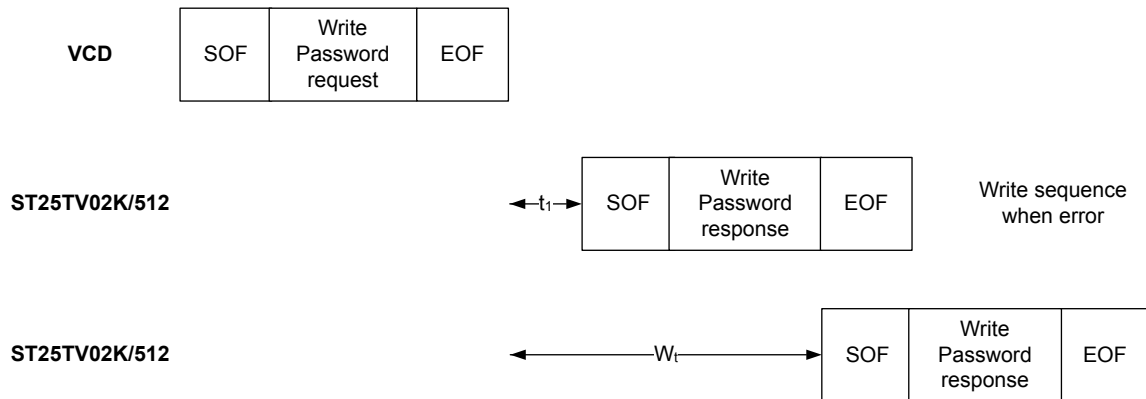 VCD
SOF
Write
Password
request
EOF
ST25TV02K/512
t₁
SOF
Write
Password
response
EOF
Write sequence
when error
ST25TV02K/512
Wₜ
SOF
Write
Password
response
EOF